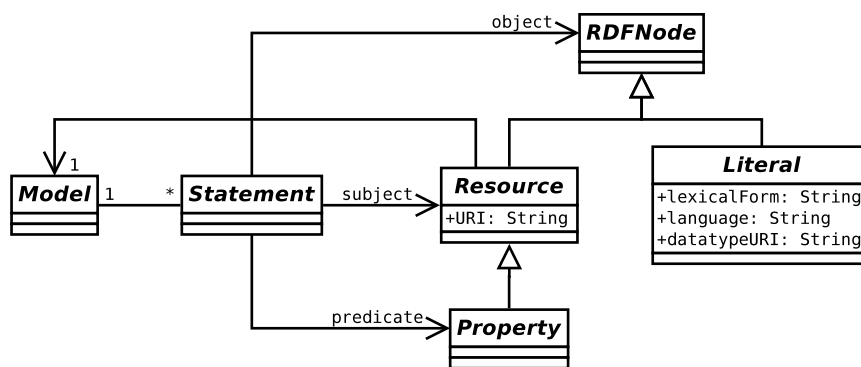 object
RDFNode
1
Model
1
*
Statement
subject
Resource
+URI: String
Literal
+lexicalForm: String
+language: String
+datatypeURI: String
predicate
Property